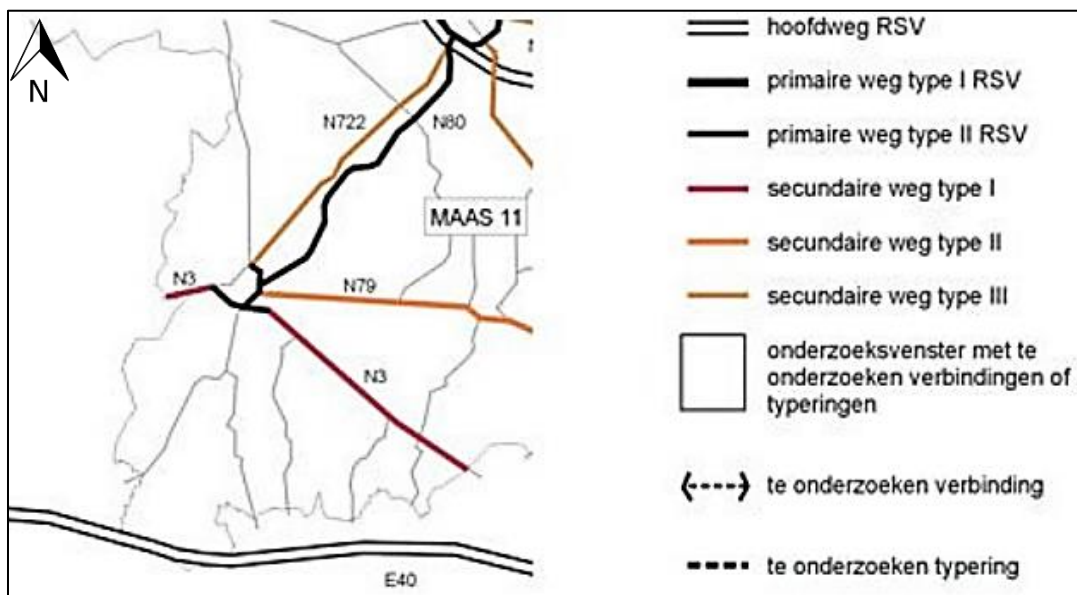 N
N722
N80
MAAS 11
N3
N79
N3
E40
hoofdweg RSV
primaire weg type I RSV
primaire weg type II RSV
secundaire weg type I
secundaire weg type II
secundaire weg type III
onderzoeksvenster met te
onderzoeken verbindingen of
typeringen
te onderzoeken verbinding
te onderzoeken typering